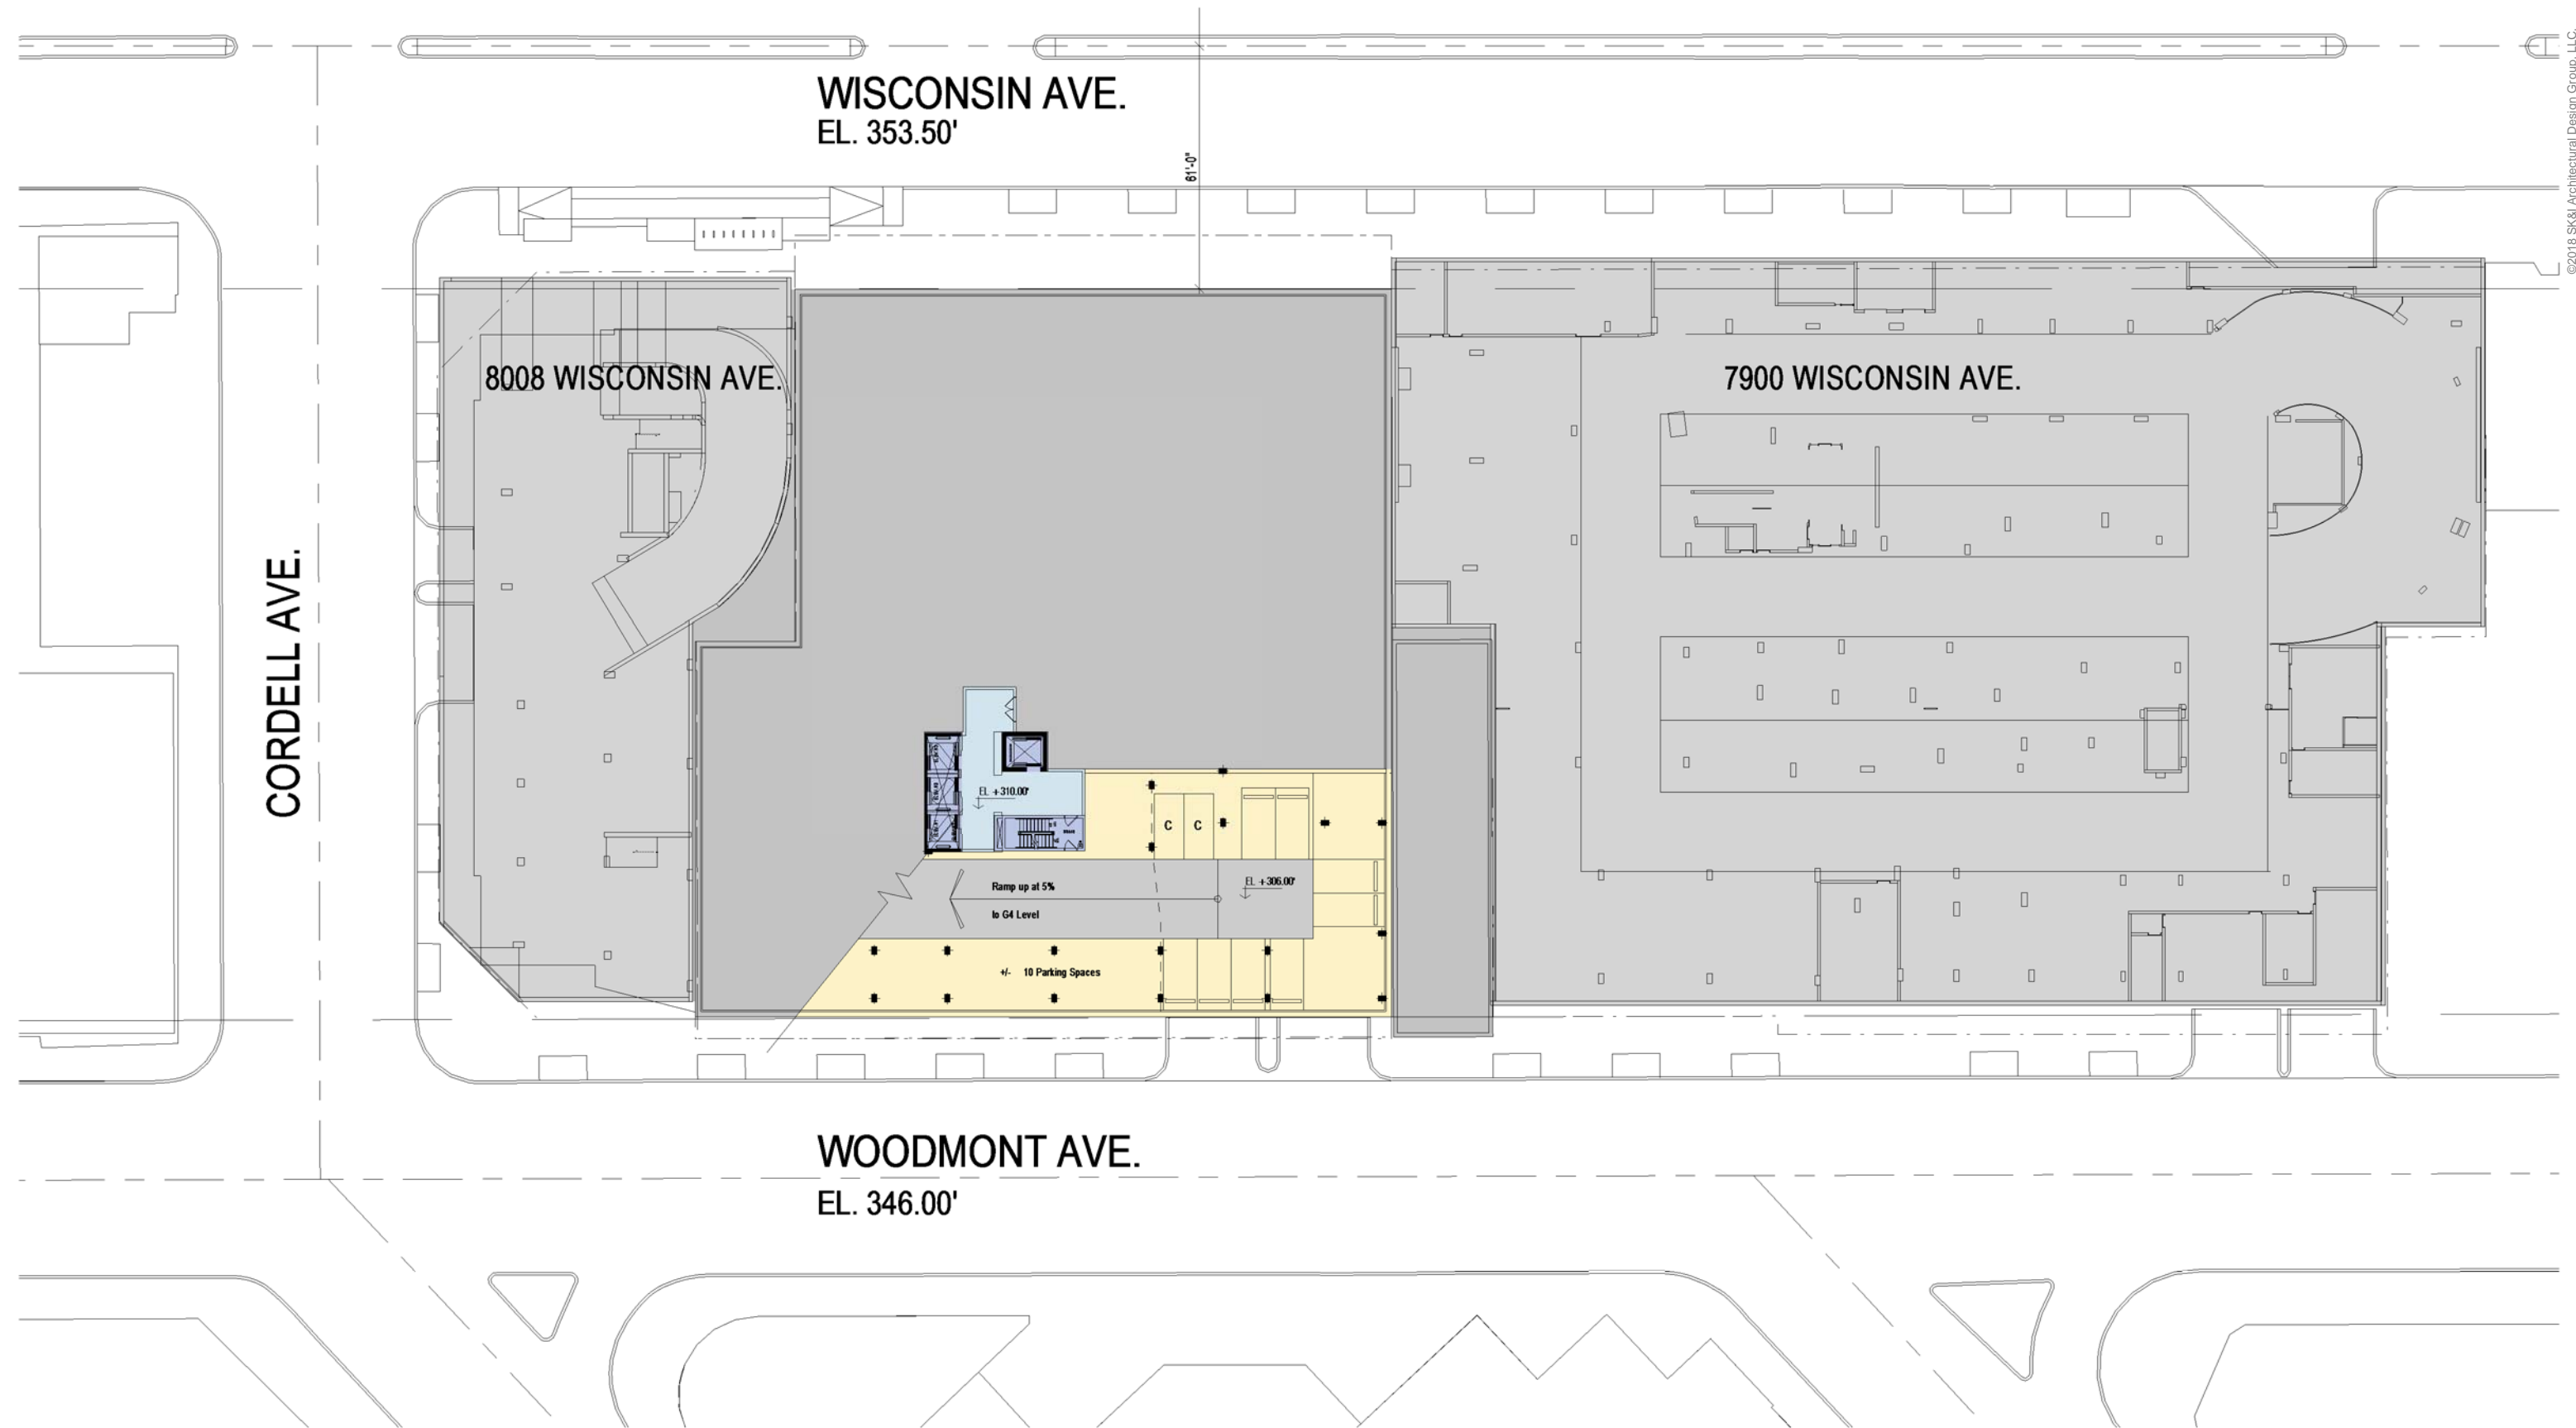 WISCONSIN AVE.
EL. 353.50'
61'-0"
©2018 SK&I Architectural Design Group, LLC.
8008 WISCONSIN AVE.
7900 WISCONSIN AVE.
CORDELL AVE.
EL +310.00'
C C
Ramp up at 5%
to G4 Level
EL +306.00'
+/- 10 Parking Spaces
WOODMONT AVE.
EL. 346.00'